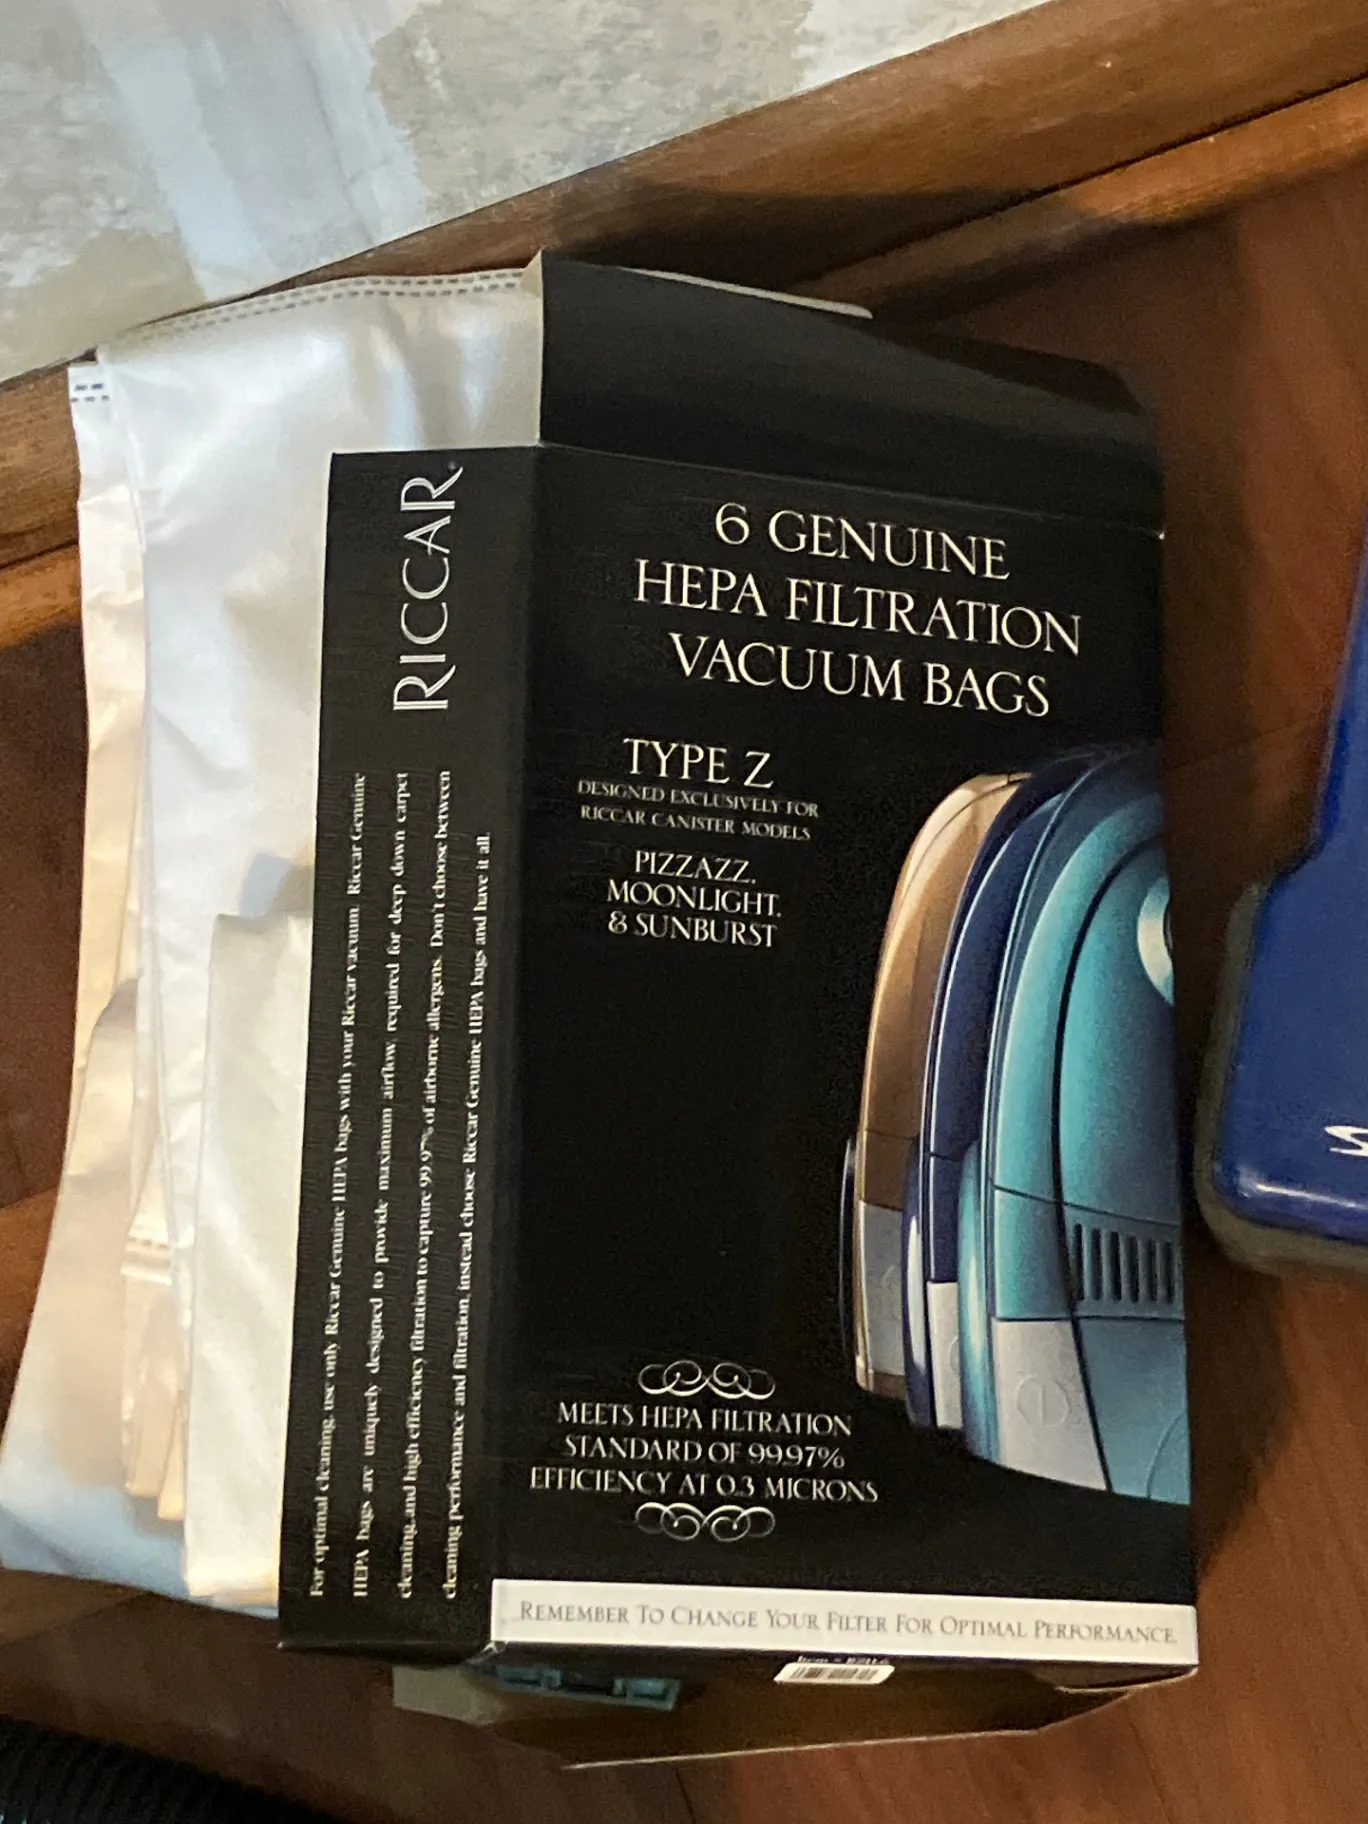 RICCAR
For optimal cleaning, use only Riccar Genuine HEPA bags with your Riccar vacuum. Riccar Genuine
HEPA bags are uniquely designed to provide maximum airflow required for deep down carpet
cleaning, and high efficiency filtration to capture 99.97% of airborne allergens. Don't choose between
cleaning performance and filtration, instead choose Riccar Genuine HEPA bags and have it all.
6 GENUINE
HEPA FILTRATION
VACUUM BAGS
TYPE Z
DESIGNED EXCLUSIVELY FOR
RICCAR CANISTER MODELS
PIZZAZZ,
MOONLIGHT,
& SUNBURST
MEETS HEPA FILTRATION
STANDARD OF 99.97%
EFFICIENCY AT 0.3 MICRONS
REMEMBER TO CHANGE YOUR FILTER FOR OPTIMAL PERFORMANCE.